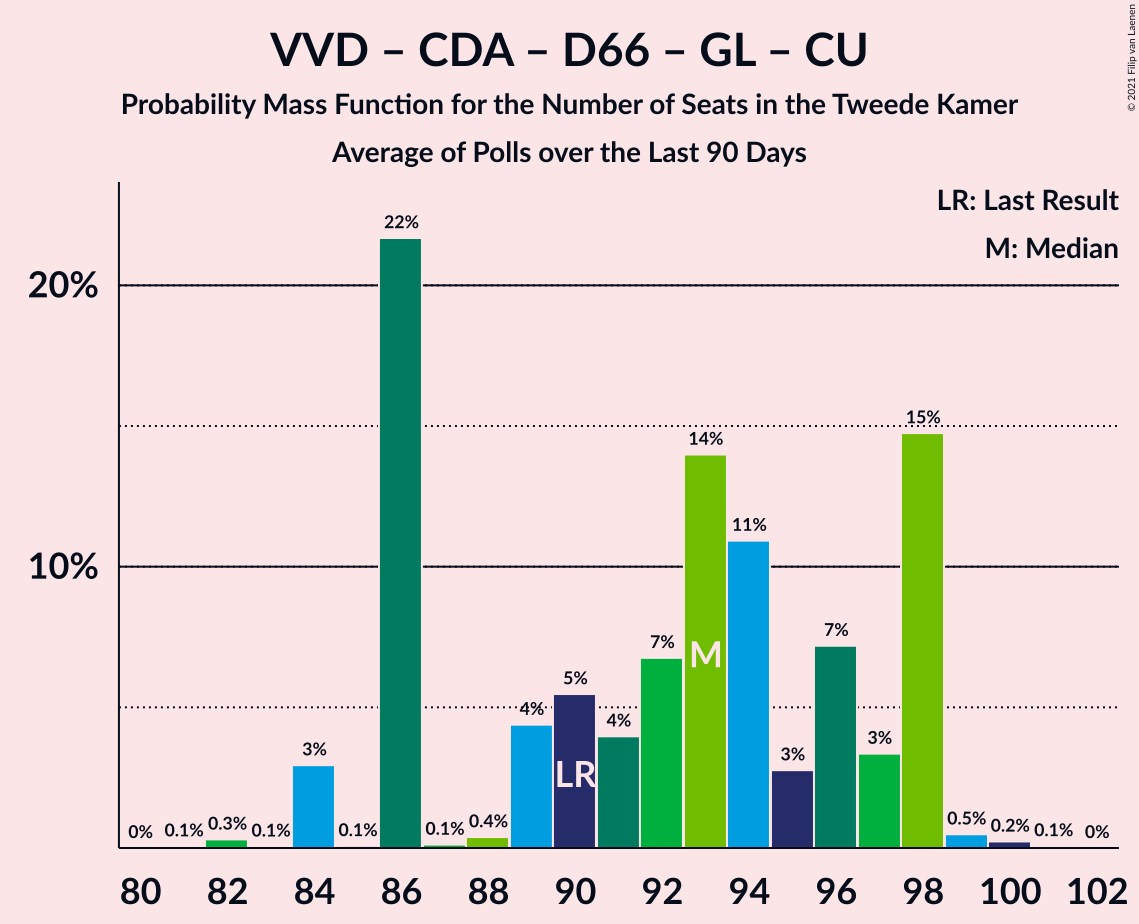 VVD – CDA – D66 – GL – CU
Probability Mass Function for the Number of Seats in the Tweede Kamer
Average of Polls over the Last 90 Days
© 2021 Filip van Laenen
LR: Last Result
M: Median
20%
10%
0%
0.1%
0.3%
0.1%
3%
0.1%
22%
0.1%
0.4%
4%
5%
4%
7%
14%
11%
3%
7%
3%
15%
0.5%
0.2%
0.1%
0%
LR
M
80 82 84 86 88 90 92 94 96 98 100 102